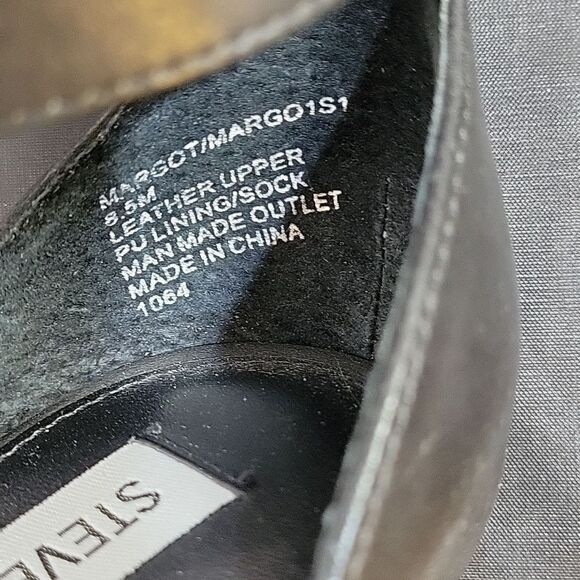 MARGOT/MARGO1S1
8.5M
LEATHER UPPER
PU LINING/SOCK
MAN MADE OUTLET
MADE IN CHINA
1064
STEVE